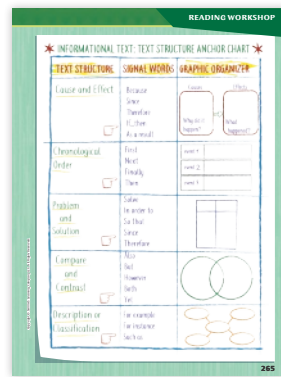 READING WORKSHOP
INFORMATIONAL TEXT: TEXT STRUCTURE ANCHOR CHART
TEXT STRUCTURE SIGNAL WORDS GRAPHIC ORGANIZER
Cause and Effect
Because
Since
Therefore
If...then
As a result
Causes Effects
Why did it
happen?
What
happened?
Chronological
Order
First
Next
Finally
Then
event 1
event 2
event 3
Problem
and
Solution
Solve
In order to
So that
Since
Therefore
Compare
and
Contrast
Also
But
However
Both
Yet
Description or
Classification
For example
For instance
Such as
265